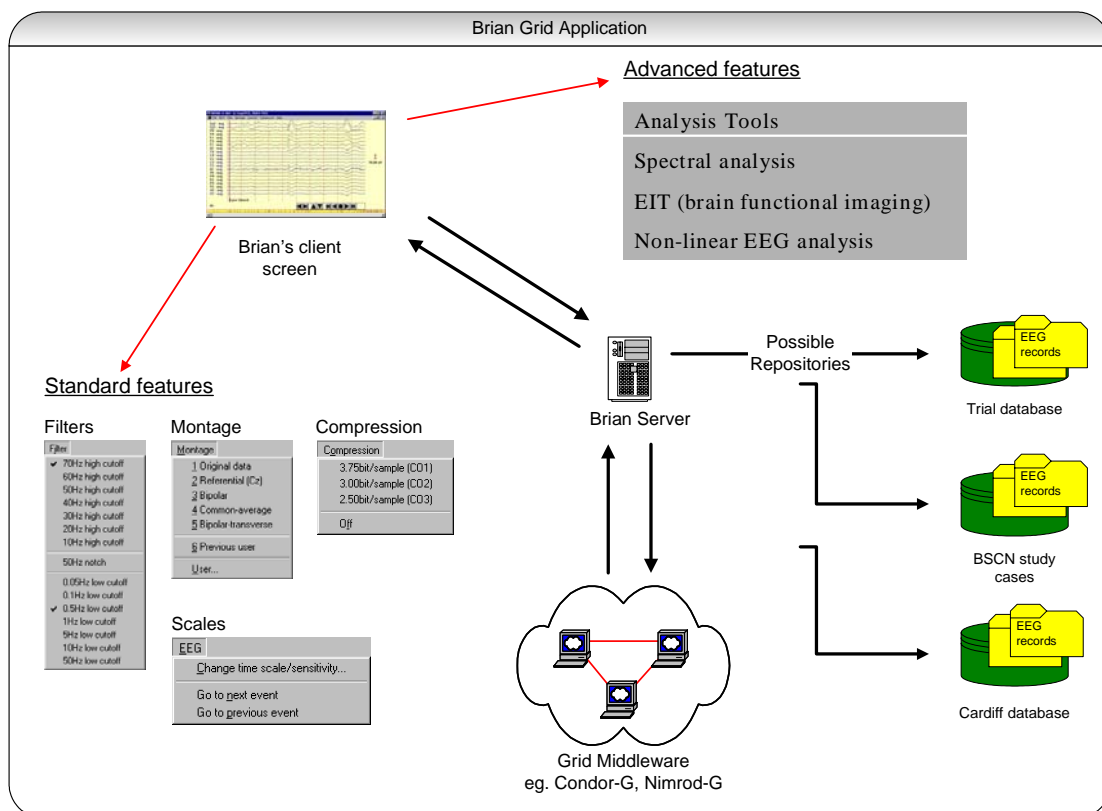 Brian Grid Application
Advanced features
Analysis Tools
Spectral analysis
EIT (brain functional imaging)
Non-linear EEG analysis
Brian's client
screen
Possible
Repositories
Brian Server
EEG
records
Trial database
EEG
records
BSCN study
cases
EEG
records
Cardiff database
Standard features
Filters
Filter
70Hz high cutoff
60Hz high cutoff
50Hz high cutoff
40Hz high cutoff
30Hz high cutoff
20Hz high cutoff
10Hz high cutoff
50Hz notch
0.05Hz low cutoff
0.1Hz low cutoff
0.5Hz low cutoff
1Hz low cutoff
5Hz low cutoff
10Hz low cutoff
50Hz low cutoff
Montage
Montage
1 Original data
2 Referential (Cz)
3 Bipolar
4 Common-average
5 Bipolar-transverse
6 Previous user
User...
Compression
Compression
3.75bit/sample (CO1)
3.00bit/sample (CO2)
2.50bit/sample (CO3)
Off
Scales
EEG
Change time scale/sensitivity...
Go to next event
Go to previous event
Grid Middleware
eg. Condor-G, Nimrod-G